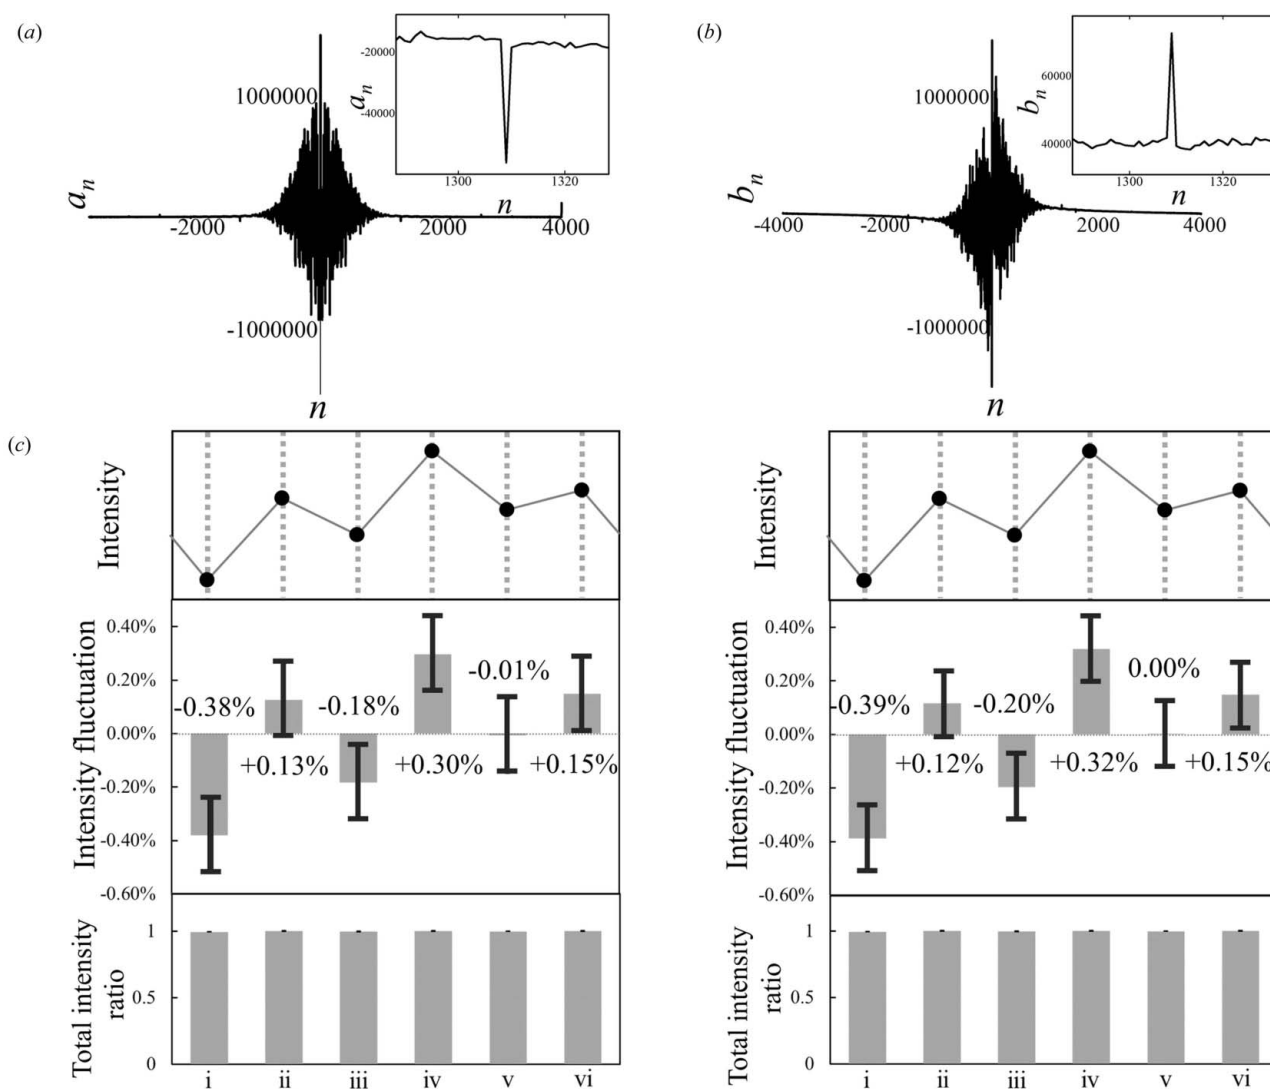 (a)
1000000
-1000000
a_n
-2000
2000
4000
n
-20000
-40000
a_n
1300
1320
n
(b)
1000000
-1000000
b_n
-4000
-2000
2000
4000
n
60000
40000
b_n
1300
1320
n
(c)
Intensity
Intensity fluctuation
0.40%
0.20%
0.00%
-0.20%
-0.40%
-0.60%
-0.38%
+0.13%
-0.18%
+0.30%
-0.01%
+0.15%
Total intensity
ratio
1
0.5
0
i ii iii iv v vi
Intensity
Intensity fluctuation
0.40%
0.20%
0.00%
-0.20%
-0.40%
-0.60%
-0.39%
+0.12%
-0.20%
+0.32%
0.00%
+0.15%
Total intensity
ratio
1
0.5
0
i ii iii iv v vi